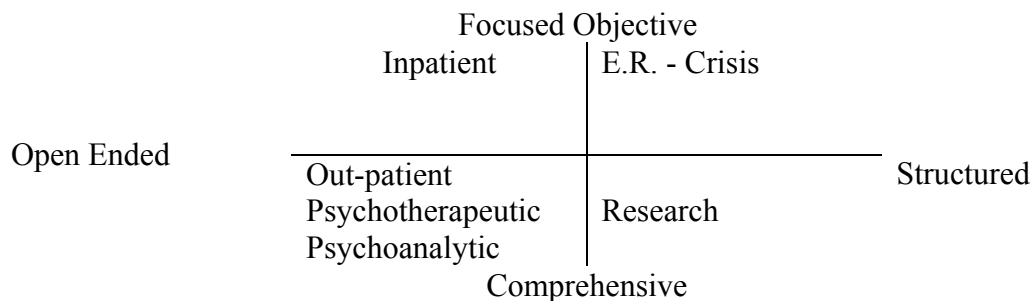 Focused Objective
Inpatient E.R. - Crisis
Open Ended
Structured
Out-patient
Psychotherapeutic Research
Psychoanalytic
Comprehensive